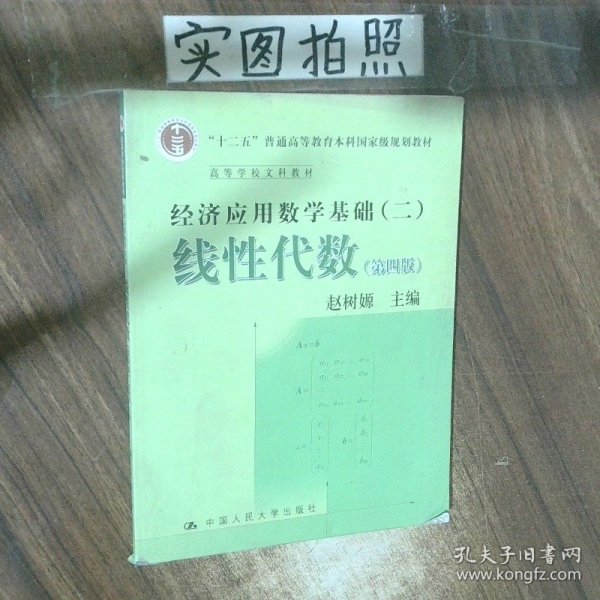 实图拍照
十二五
"十二五"普通高等教育本科国家级规划教材
高等学校文科教材
经济应用数学基础(二)
线性代数(第四版)
赵树嫄 主编
Ax=b
A=
x=
b=
中国人民大学出版社
孔夫子旧书网
www.kongfz.com